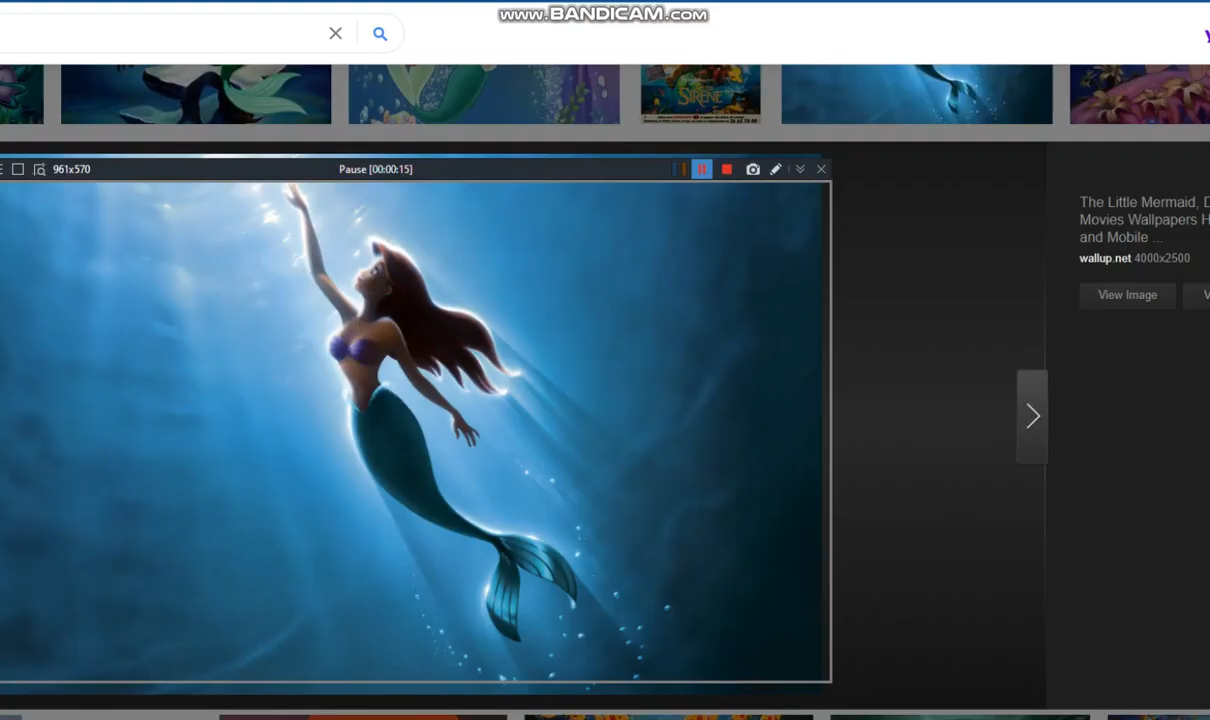 www.BANDICAM.com
SIRÈNE
961x570
Pause [00:00:15]
The Little Mermaid, D
Movies Wallpapers H
and Mobile ...
wallup.net 4000x2500
View Image
V